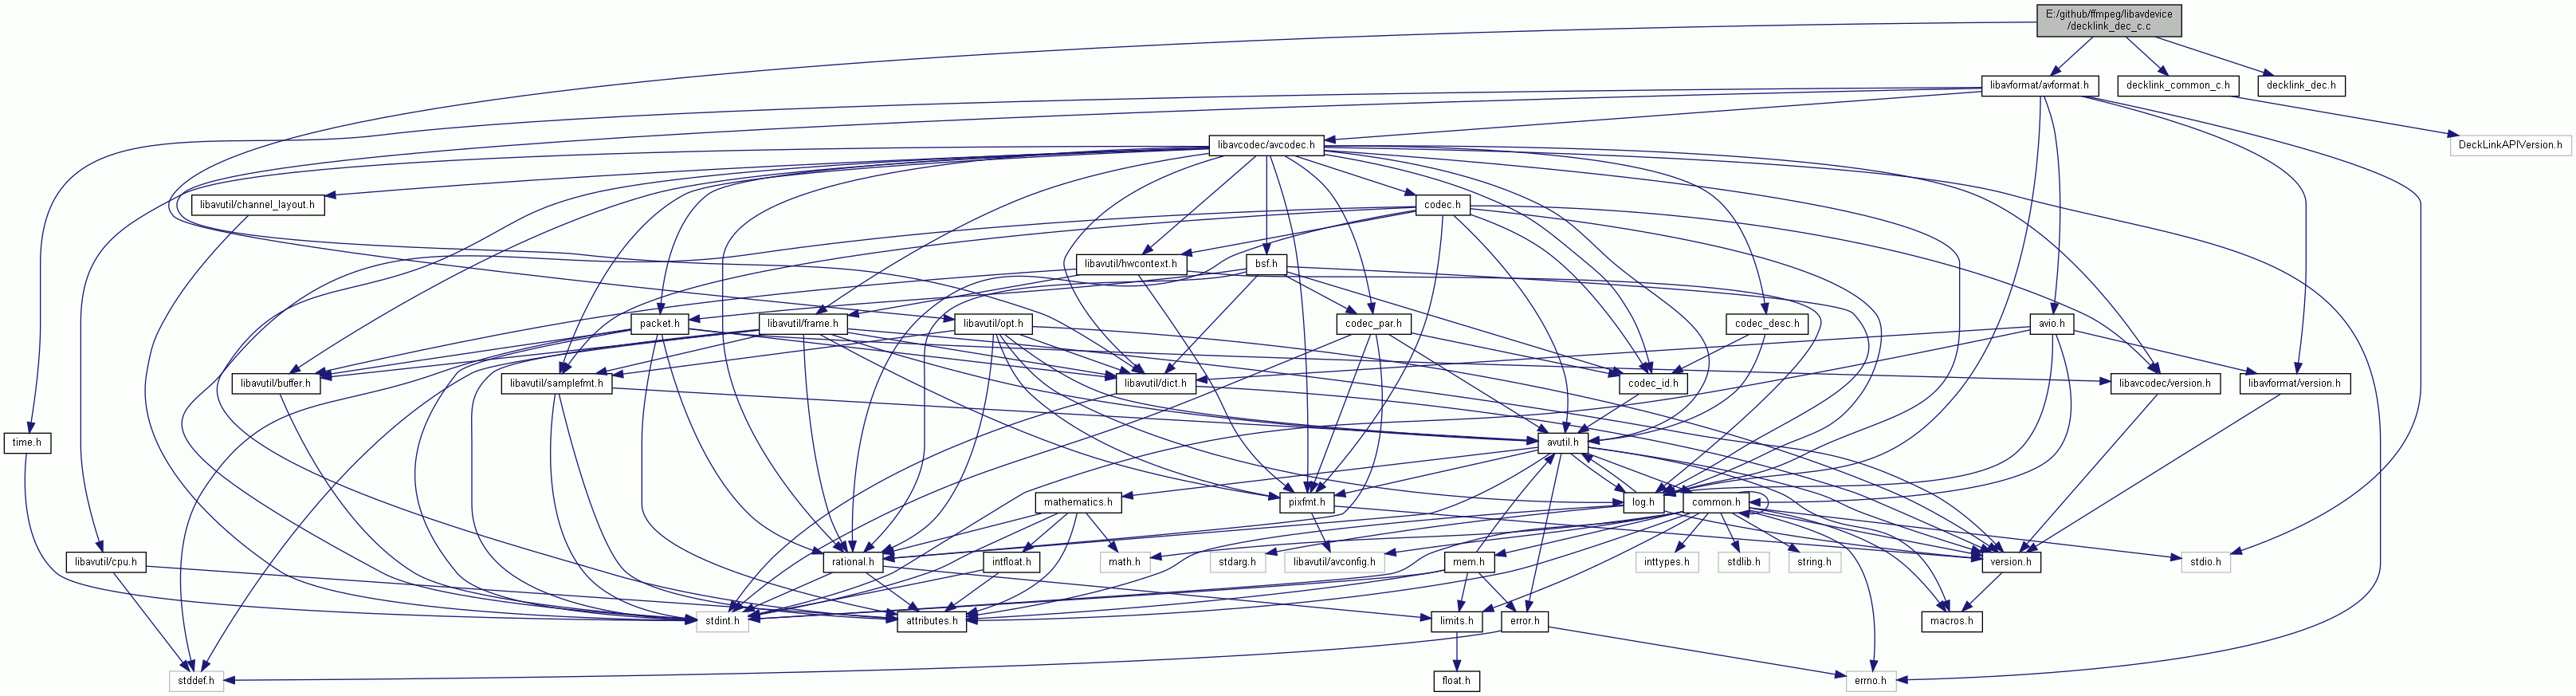 E:/github/ffmpeg/libavdevice
/decklink_dec_c.c
libavformat/avformat.h
decklink_common_c.h
decklink_dec.h
libavcodec/avcodec.h
DeckLinkAPIVersion.h
libavutil/channel_layout.h
codec.h
libavutil/hwcontext.h
bsf.h
packet.h
libavutil/frame.h
libavutil/opt.h
codec_par.h
codec_desc.h
avio.h
libavutil/buffer.h
libavutil/samplefmt.h
libavutil/dict.h
codec_id.h
libavcodec/version.h
libavformat/version.h
time.h
avutil.h
mathematics.h
pixfmt.h
log.h
common.h
libavutil/cpu.h
rational.h
intfloat.h
math.h
stdarg.h
libavutil/avconfig.h
mem.h
inttypes.h
stdlib.h
string.h
version.h
stdio.h
stdint.h
attributes.h
limits.h
error.h
macros.h
stddef.h
float.h
errno.h